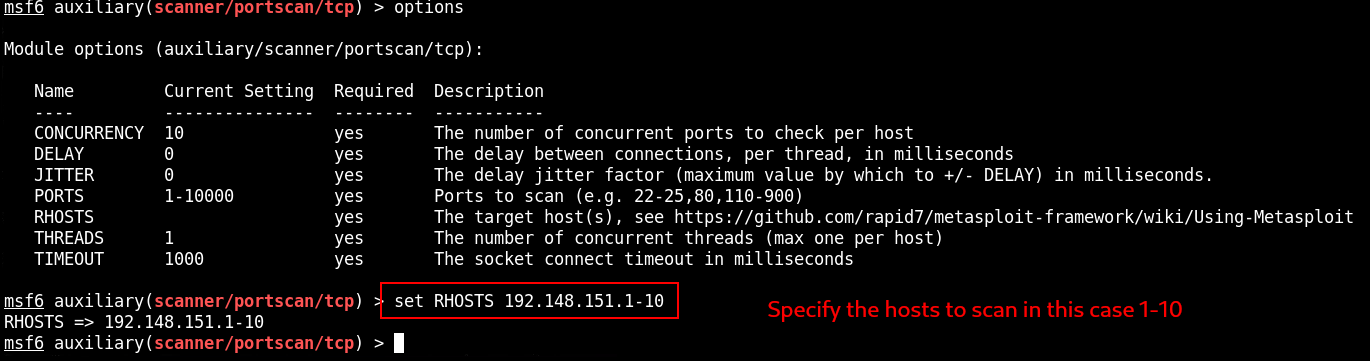 msf6 auxiliary(scanner/portscan/tcp) > options
Module options (auxiliary/scanner/portscan/tcp):
Name Current Setting Required Description
---- --------------- -------- -----------
CONCURRENCY 10 yes The number of concurrent ports to check per host
DELAY 0 yes The delay between connections, per thread, in milliseconds
JITTER 0 yes The delay jitter factor (maximum value by which to +/- DELAY) in milliseconds.
PORTS 1-10000 yes Ports to scan (e.g. 22-25,80,110-900)
RHOSTS yes The target host(s), see https://github.com/rapid7/metasploit-framework/wiki/Using-Metasploit
THREADS 1 yes The number of concurrent threads (max one per host)
TIMEOUT 1000 yes The socket connect timeout in milliseconds
msf6 auxiliary(scanner/portscan/tcp) > set RHOSTS 192.148.151.1-10
Specify the hosts to scan in this case 1-10
RHOSTS => 192.148.151.1-10
msf6 auxiliary(scanner/portscan/tcp) >